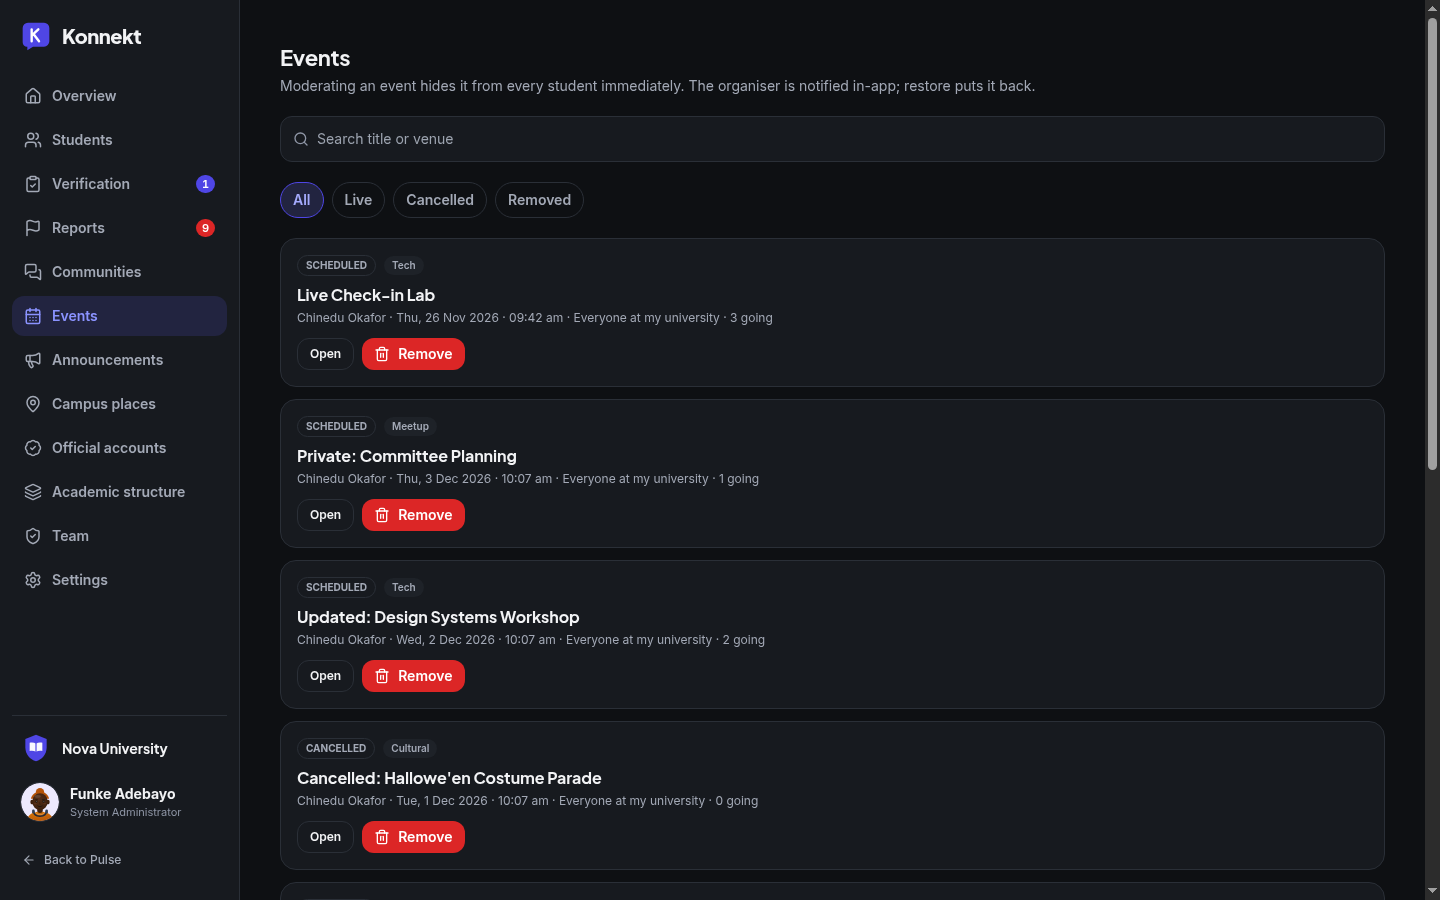 Konnekt
Overview
Students
Verification 1
Reports 9
Communities
Events
Announcements
Campus places
Official accounts
Academic structure
Team
Settings
Nova University
Funke Adebayo
System Administrator
Back to Pulse
Events
Moderating an event hides it from every student immediately. The organiser is notified in-app; restore puts it back.
Search title or venue
All Live Cancelled Removed
SCHEDULED Tech
Live Check-in Lab
Chinedu Okafor · Thu, 26 Nov 2026 · 09:42 am · Everyone at my university · 3 going
Open Remove
SCHEDULED Meetup
Private: Committee Planning
Chinedu Okafor · Thu, 3 Dec 2026 · 10:07 am · Everyone at my university · 1 going
Open Remove
SCHEDULED Tech
Updated: Design Systems Workshop
Chinedu Okafor · Wed, 2 Dec 2026 · 10:07 am · Everyone at my university · 2 going
Open Remove
CANCELLED Cultural
Cancelled: Hallowe'en Costume Parade
Chinedu Okafor · Tue, 1 Dec 2026 · 10:07 am · Everyone at my university · 0 going
Open Remove